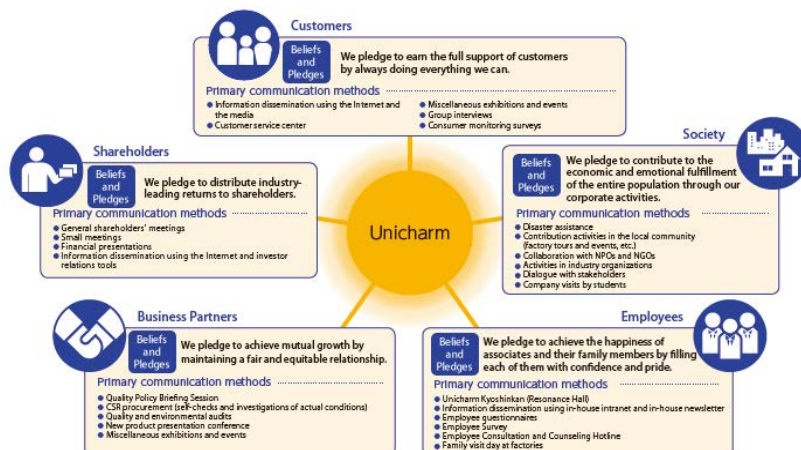 Customers
Beliefs
and
Pledges
We pledge to earn the full support of customers
by always doing everything we can.
Primary communication methods
● Information dissemination using the Internet and
the media
● Customer service center
● Miscellaneous exhibitions and events
● Group interviews
● Consumer monitoring surveys
Shareholders
Beliefs
and
Pledges
We pledge to distribute industry-
leading returns to shareholders.
Primary communication methods
● General shareholders' meetings
● Small meetings
● Financial presentations
● Information dissemination using the Internet and investor
relations tools
Unicharm
Society
Beliefs
and
Pledges
We pledge to contribute to the
economic and emotional fulfillment
of the entire population through our
corporate activities.
Primary communication methods
● Disaster assistance
● Contribution activities in the local community
(factory tours and events, etc.)
● Collaboration with NPOs and NGOs
● Activities in industry organizations
● Dialogue with stakeholders
● Company visits by students
Business Partners
Beliefs
and
Pledges
We pledge to achieve mutual growth by
maintaining a fair and equitable relationship.
Primary communication methods
● Quality Policy Briefing Session
● CSR procurement (self-checks and investigations of actual conditions)
● Quality and environmental audits
● New product presentation conference
● Miscellaneous exhibitions and events
Employees
Beliefs
and
Pledges
We pledge to achieve the happiness of
associates and their family members by filling
each of them with confidence and pride.
Primary communication methods
● Unicharm Kyoshinkan (Resonance Hall)
● Information dissemination using in-house intranet and in-house newsletter
● Employee questionnaires
● Employee Survey
● Employee Consultation and Counseling Hotline
● Family visit day at factories